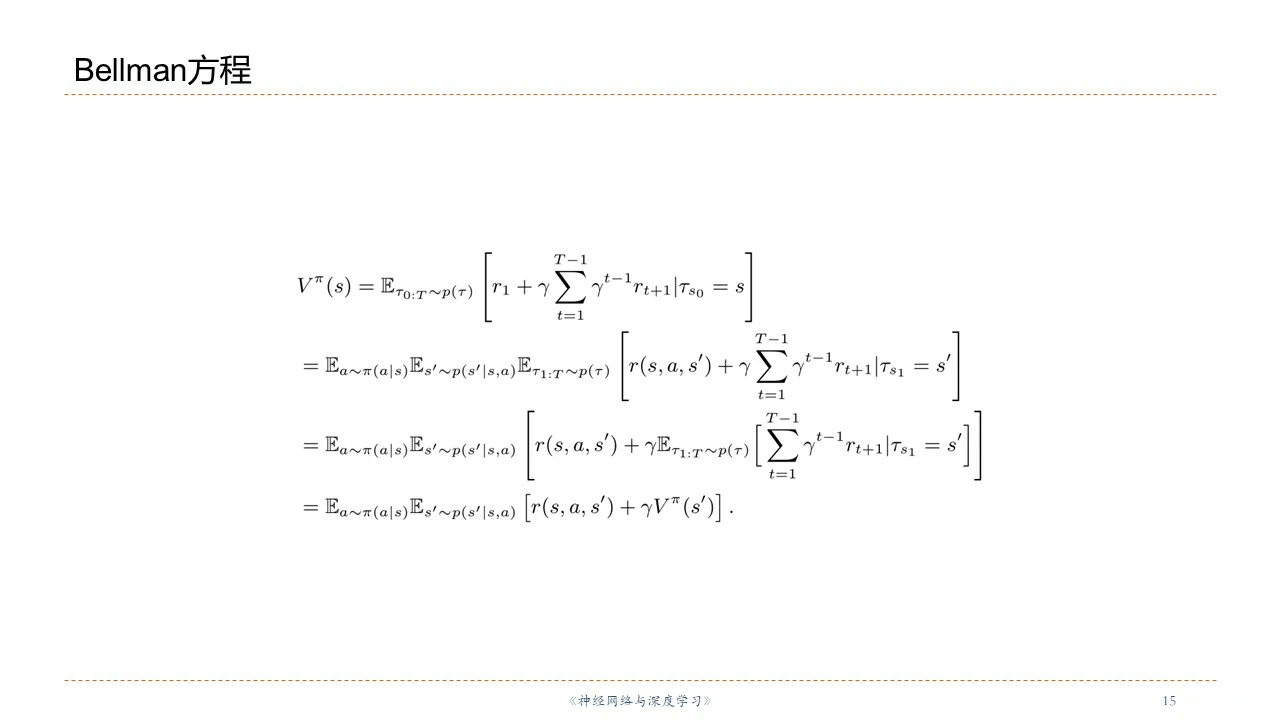 Bellman方程
$V^{\pi}(s) = \mathbb{E}_{\tau_{0:T} \sim p(\tau)} \left[ r_1 + \gamma \sum_{t=1}^{T-1} \gamma^{t-1} r_{t+1} | \tau_{s_0} = s \right]$
$= \mathbb{E}_{a \sim \pi(a|s)} \mathbb{E}_{s' \sim p(s'|s,a)} \mathbb{E}_{\tau_{1:T} \sim p(\tau)} \left[ r(s, a, s') + \gamma \sum_{t=1}^{T-1} \gamma^{t-1} r_{t+1} | \tau_{s_1} = s' \right]$
$= \mathbb{E}_{a \sim \pi(a|s)} \mathbb{E}_{s' \sim p(s'|s,a)} \left[ r(s, a, s') + \gamma \mathbb{E}_{\tau_{1:T} \sim p(\tau)} \left[ \sum_{t=1}^{T-1} \gamma^{t-1} r_{t+1} | \tau_{s_1} = s' \right] \right]$
$= \mathbb{E}_{a \sim \pi(a|s)} \mathbb{E}_{s' \sim p(s'|s,a)} \left[ r(s, a, s') + \gamma V^{\pi}(s') \right] .$
《神经网络与深度学习》
15